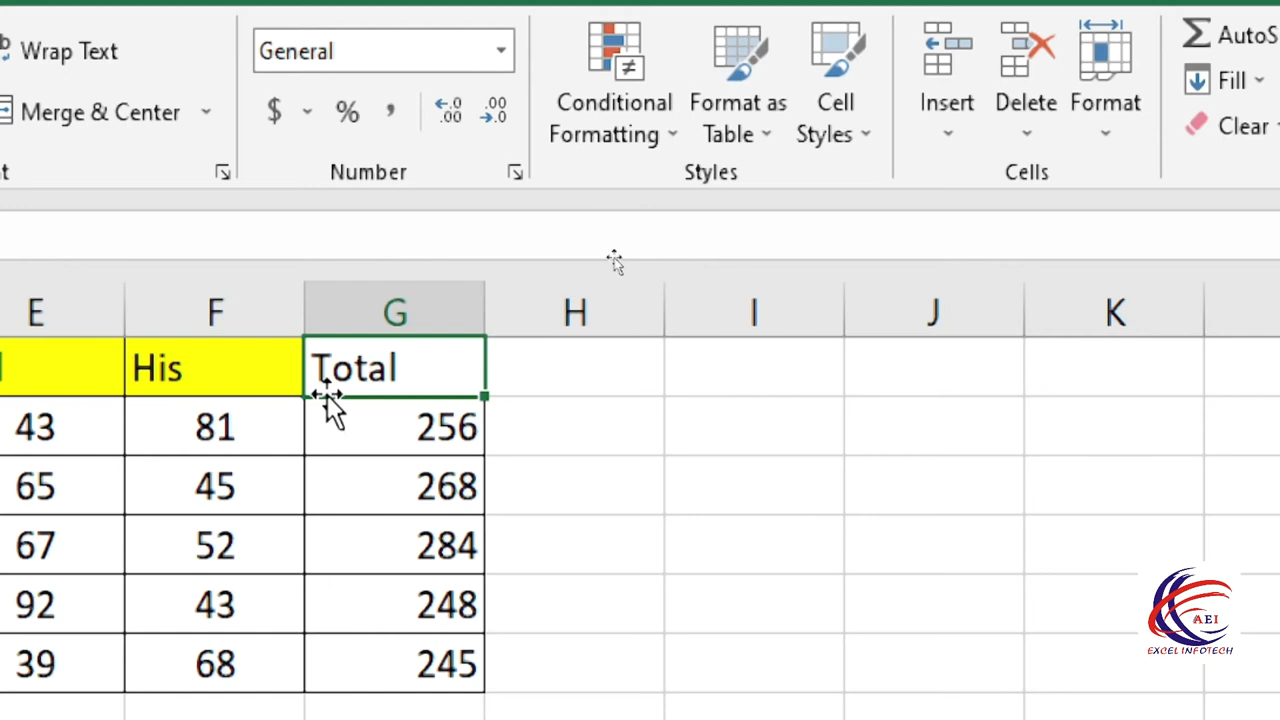 Wrap Text
General
AutoS
Merge & Center
$ % ,
←.0 .00
.00 →.0
Conditional
Formatting
Format as
Table
Cell
Styles
Insert
Delete
Format
Fill
Clear
Number
Styles
Cells
E F G H I J K
His Total
43 81 256
65 45 268
67 52 284
92 43 248
39 68 245
AEI
EXCEL INFOTECH